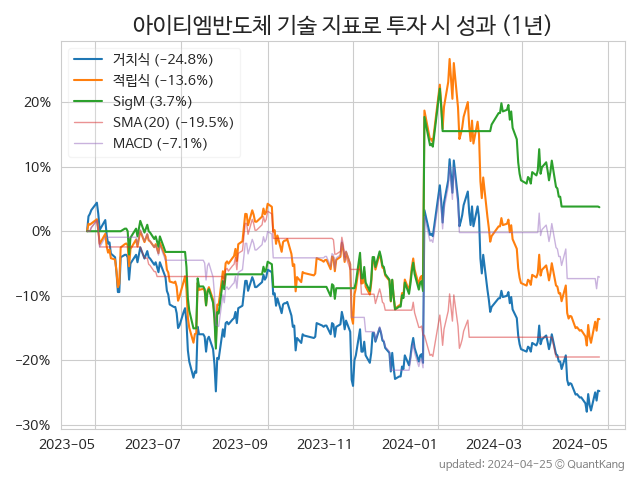 아이티엠반도체 기술 지표로 투자 시 성과 (1년)
거치식 (−24.8%)
적립식 (−13.6%)
SigM (3.7%)
SMA(20) (−19.5%)
MACD (−7.1%)
20%
10%
0%
−10%
−20%
−30%
2023-05 2023-07 2023-09 2023-11 2024-01 2024-03 2024-05
updated: 2024-04-25 © QuantKang